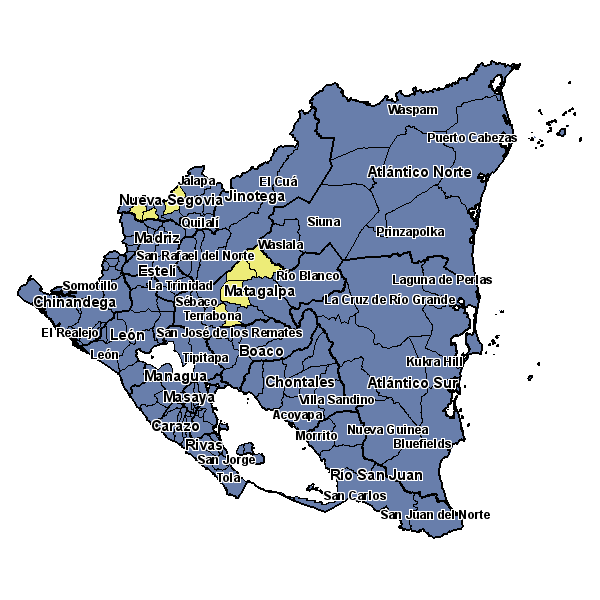 Waspam
Puerto Cabezas
Atlántico Norte
Jalapa
El Cuá
Nueva Segovia
Jinotega
Quilalí
Siuna
Prinzapolka
Madriz
Waslala
San Rafael del Norte
Estelí
Río Blanco
Laguna de Perlas
Somotillo
La Trinidad
Matagalpa
Chinandega
Sébaco
La Cruz de Río Grande
Terrabona
El Realejo
León
San José de los Remates
León
Tipitapa
Boaco
Kukra Hill
Managua
Chontales
Atlántico Sur
Masaya
Villa Sandino
Acoyapa
Carazo
Nueva Guinea
Morrito
Rivas
Bluefields
San Jorge
Tola
Río San Juan
San Carlos
San Juan del Norte